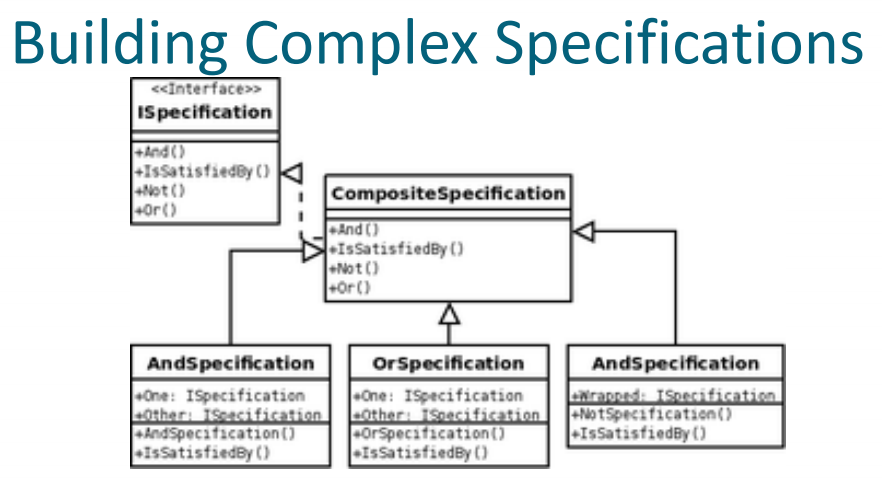 Building Complex Specifications
<<Interface>>
ISpecification
+And()
+IsSatisfiedBy()
+Not()
+Or()
CompositeSpecification
+And()
+IsSatisfiedBy()
+Not()
+Or()
AndSpecification
+One: ISpecification
+Other: ISpecification
+AndSpecification()
+IsSatisfiedBy()
OrSpecification
+One: ISpecification
+Other: ISpecification
+OrSpecification()
+IsSatisfiedBy()
AndSpecification
+Wrapped: ISpecification
+NotSpecification()
+IsSatisfiedBy()